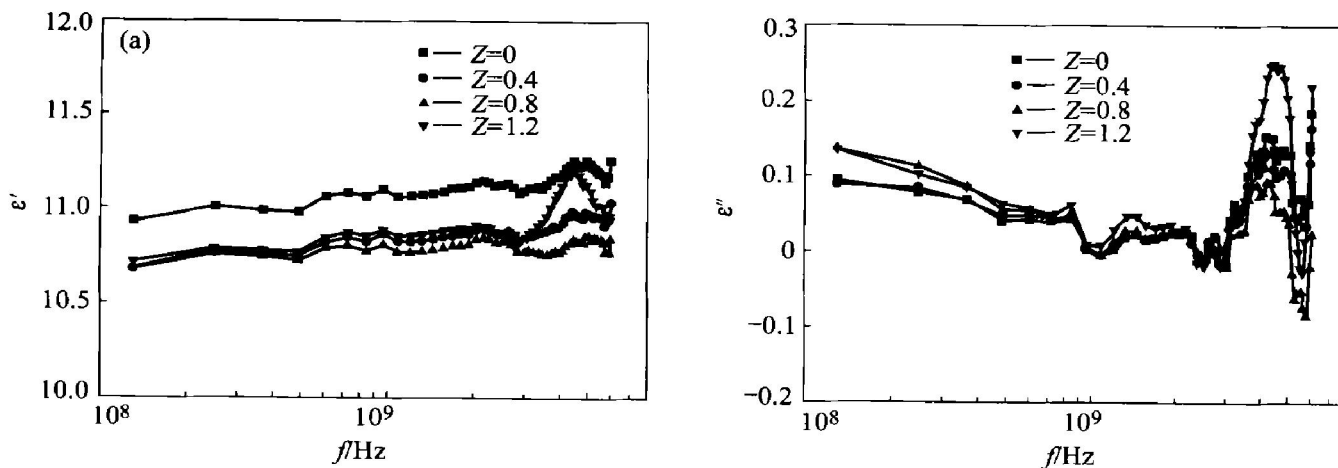 12.0
(a)
Z=0
Z=0.4
Z=0.8
Z=1.2
11.5
ε′
11.0
10.5
10.0
10⁸
10⁹
f/Hz
0.3
Z=0
Z=0.4
Z=0.8
Z=1.2
0.2
0.1
ε″
0
−0.1
−0.2
10⁸
10⁹
f/Hz